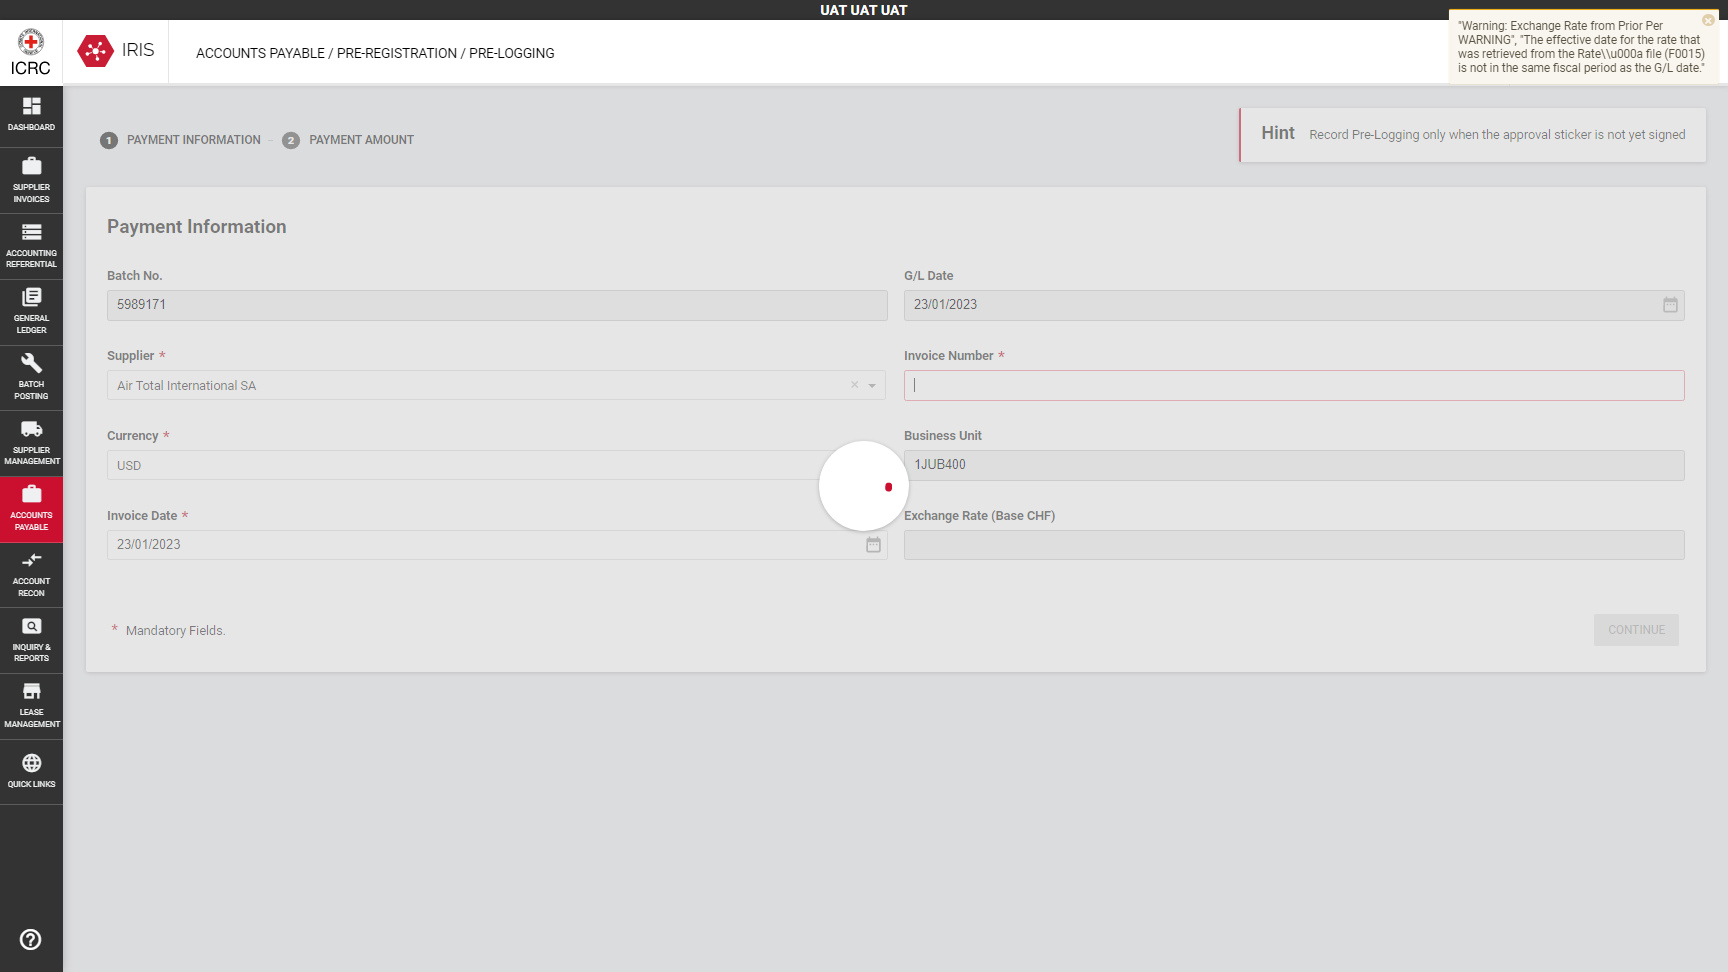 UAT UAT UAT
ICRC
IRIS
ACCOUNTS PAYABLE / PRE-REGISTRATION / PRE-LOGGING
"Warning: Exchange Rate from Prior Per
WARNING", "The effective date for the rate that
was retrieved from the Rate\\u000a file (F0015)
is not in the same fiscal period as the G/L date."
DASHBOARD
SUPPLIER
INVOICES
ACCOUNTING
REFERENTIAL
GENERAL
LEDGER
BATCH
POSTING
SUPPLIER
MANAGEMENT
ACCOUNTS
PAYABLE
ACCOUNT
RECON
INQUIRY &
REPORTS
LEASE
MANAGEMENT
QUICK LINKS
1 PAYMENT INFORMATION – 2 PAYMENT AMOUNT
Hint Record Pre-Logging only when the approval sticker is not yet signed
Payment Information
Batch No.
5989171
G/L Date
23/01/2023
Supplier *
Air Total International SA
Invoice Number *
Currency *
USD
Business Unit
1JUB400
Invoice Date *
23/01/2023
Exchange Rate (Base CHF)
* Mandatory Fields.
CONTINUE